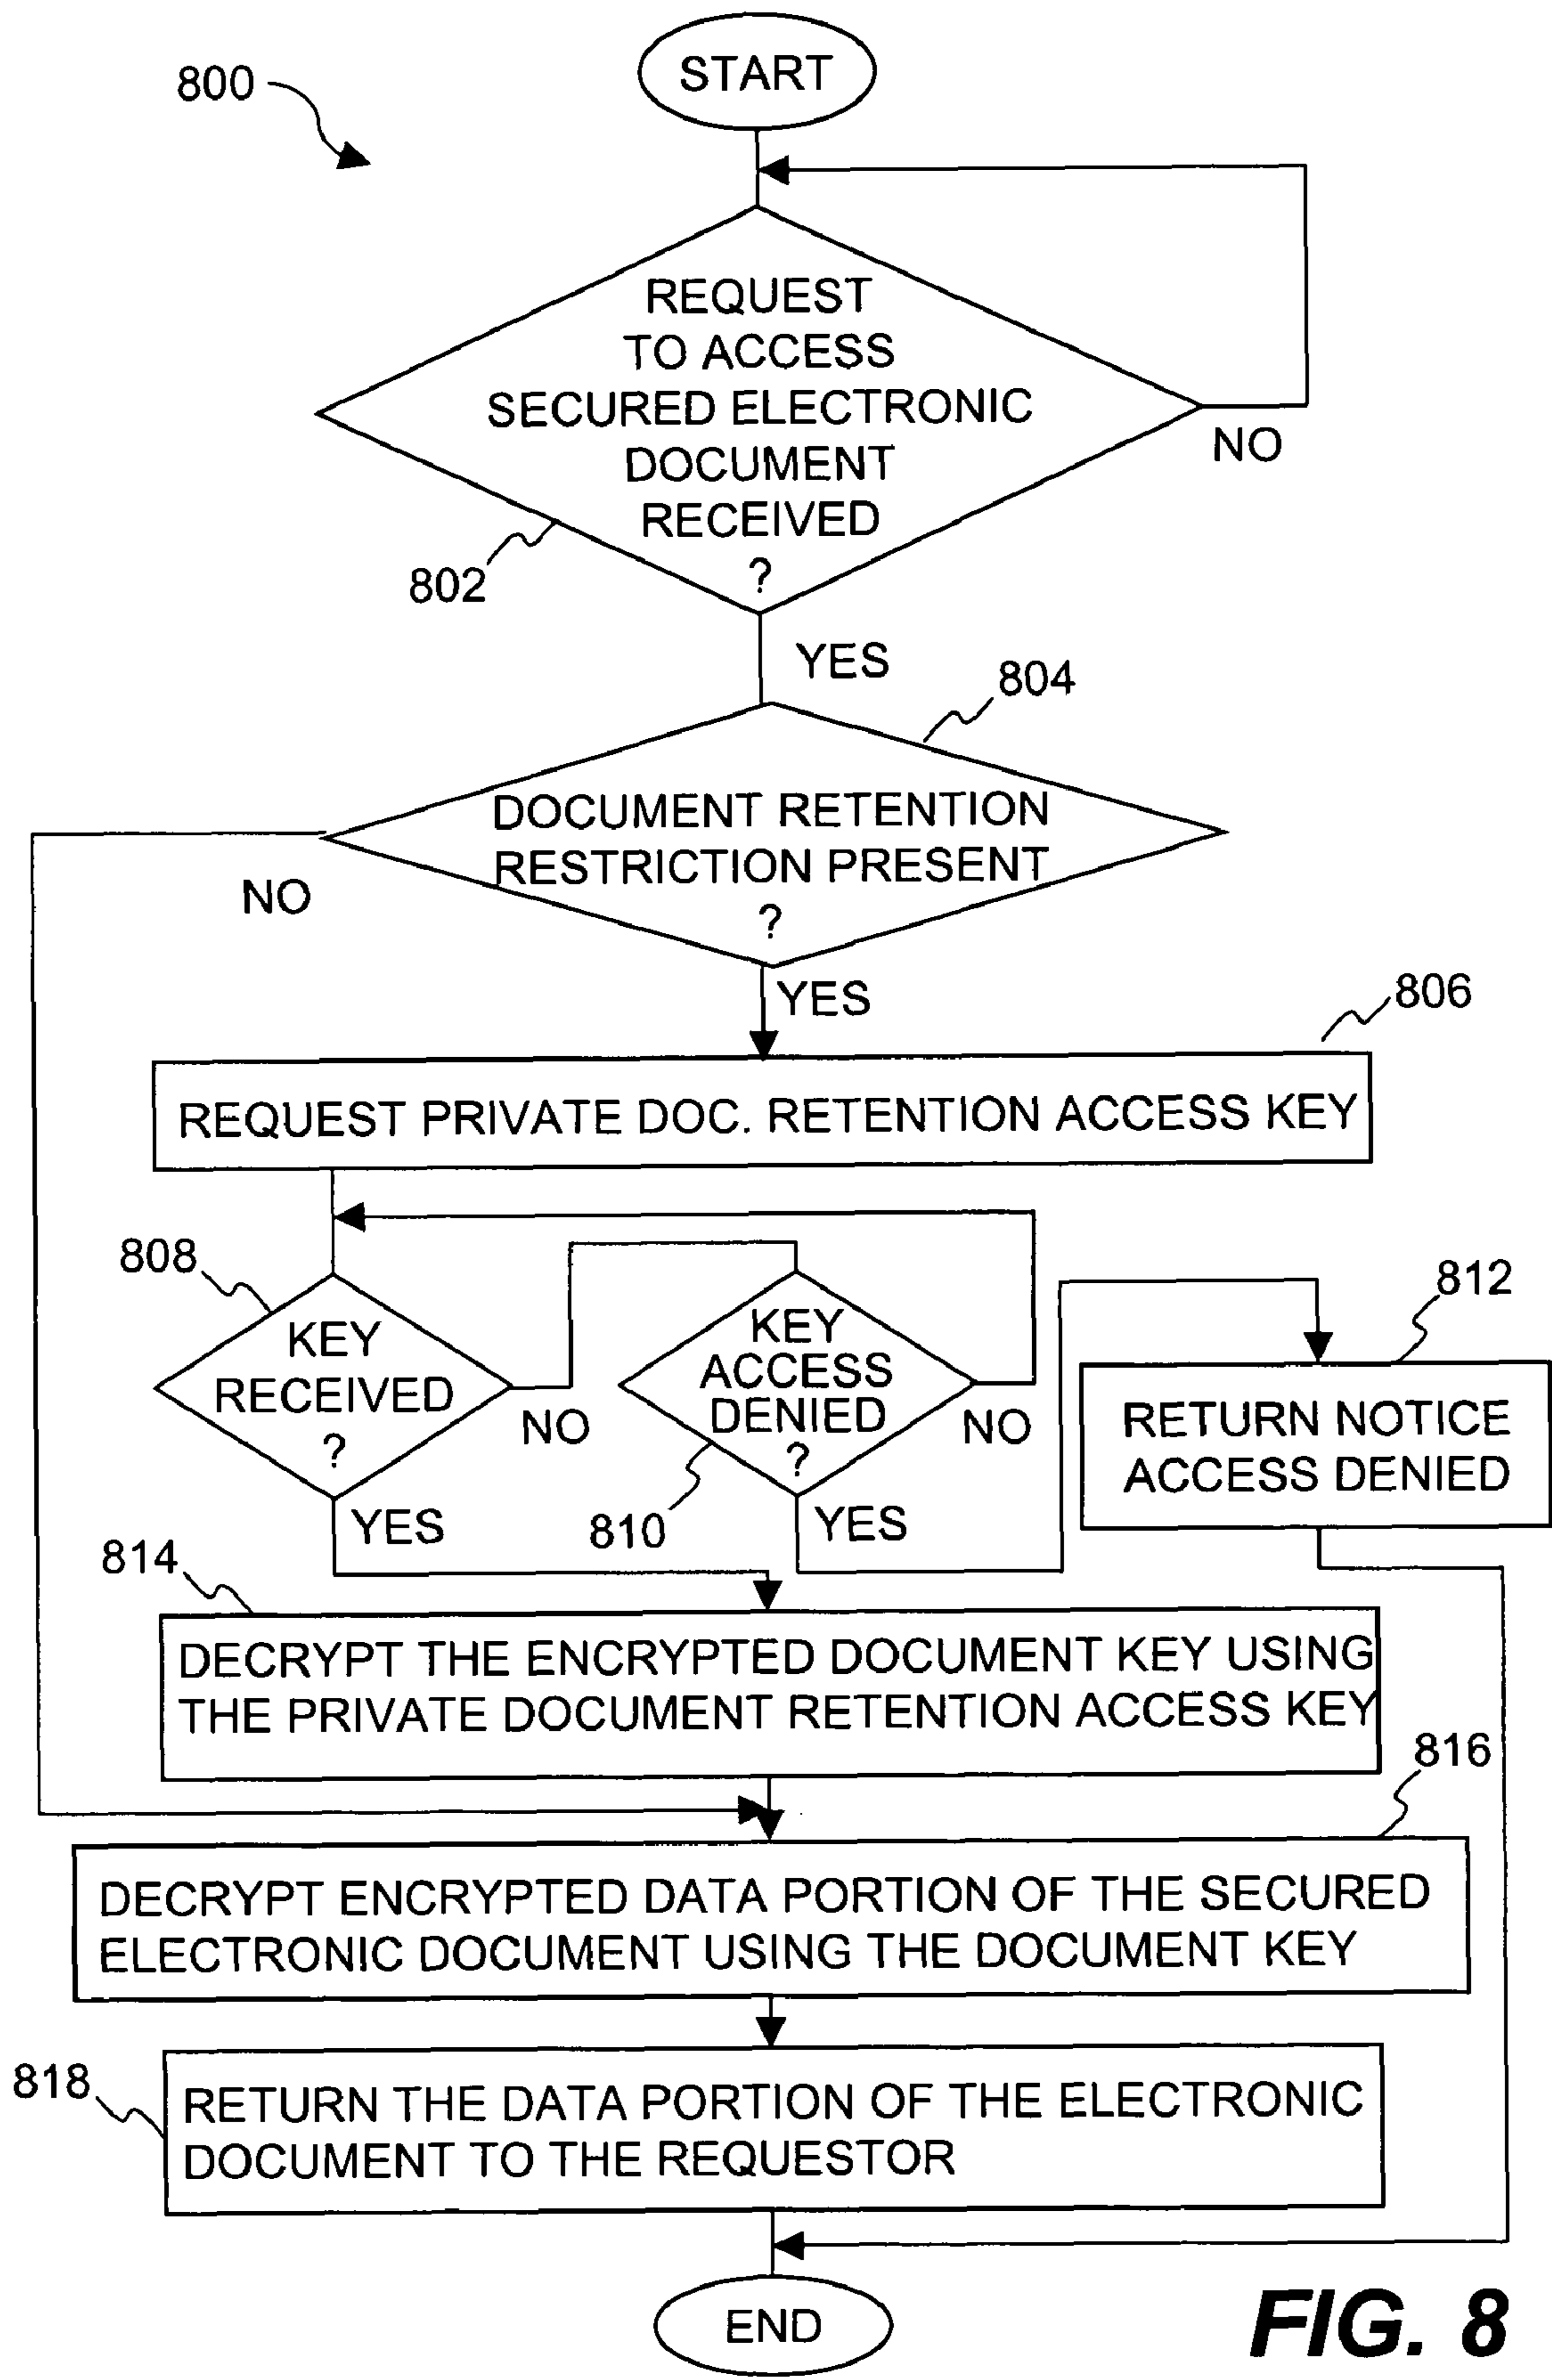 START
800
REQUEST
TO ACCESS
SECURED ELECTRONIC
DOCUMENT
RECEIVED
?
NO
802
YES
804
DOCUMENT RETENTION
RESTRICTION PRESENT
?
NO
YES
806
REQUEST PRIVATE DOC. RETENTION ACCESS KEY
808
KEY
RECEIVED
?
NO
YES
KEY
ACCESS
DENIED
?
NO
810
YES
812
RETURN NOTICE
ACCESS DENIED
814
DECRYPT THE ENCRYPTED DOCUMENT KEY USING
THE PRIVATE DOCUMENT RETENTION ACCESS KEY
816
DECRYPT ENCRYPTED DATA PORTION OF THE SECURED
ELECTRONIC DOCUMENT USING THE DOCUMENT KEY
818
RETURN THE DATA PORTION OF THE ELECTRONIC
DOCUMENT TO THE REQUESTOR
END
FIG. 8